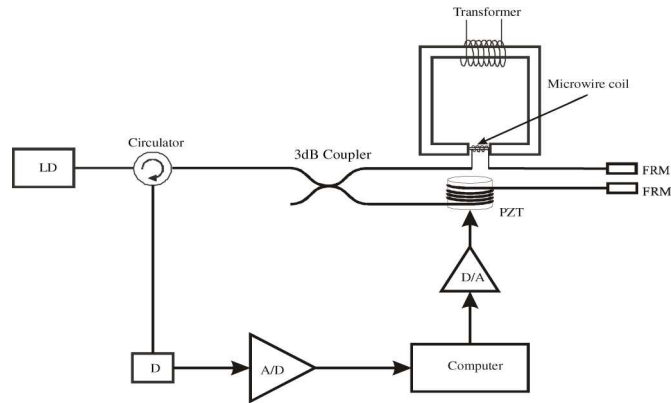 Transformer
Microwire coil
Circulator
3dB Coupler
LD
FRM
FRM
PZT
D/A
D
A/D
Computer